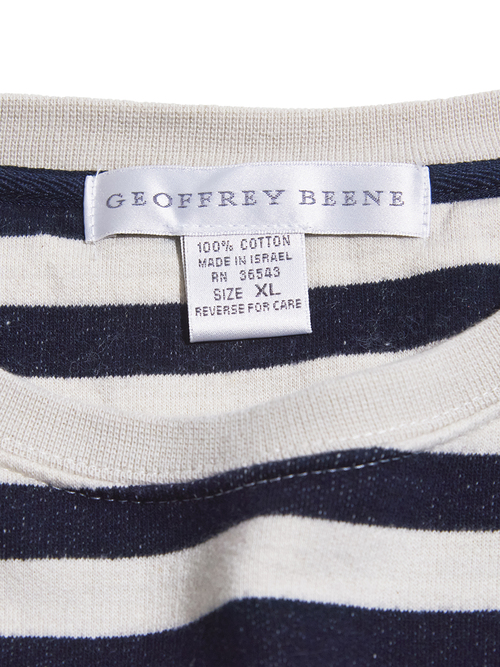 GEOFFREY BEENE
100% COTTON
MADE IN ISRAEL
RN 36543
SIZE XL
REVERSE FOR CARE